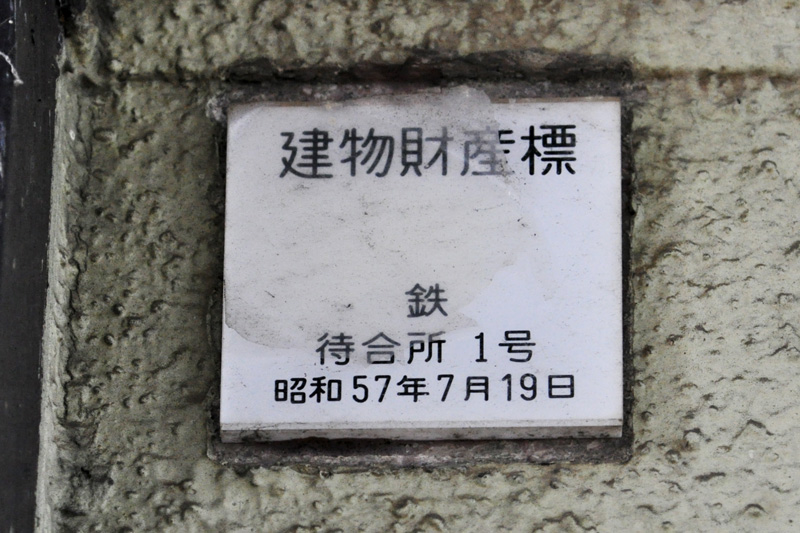 建物財産標
鉄
待合所 1号
昭和57年7月19日